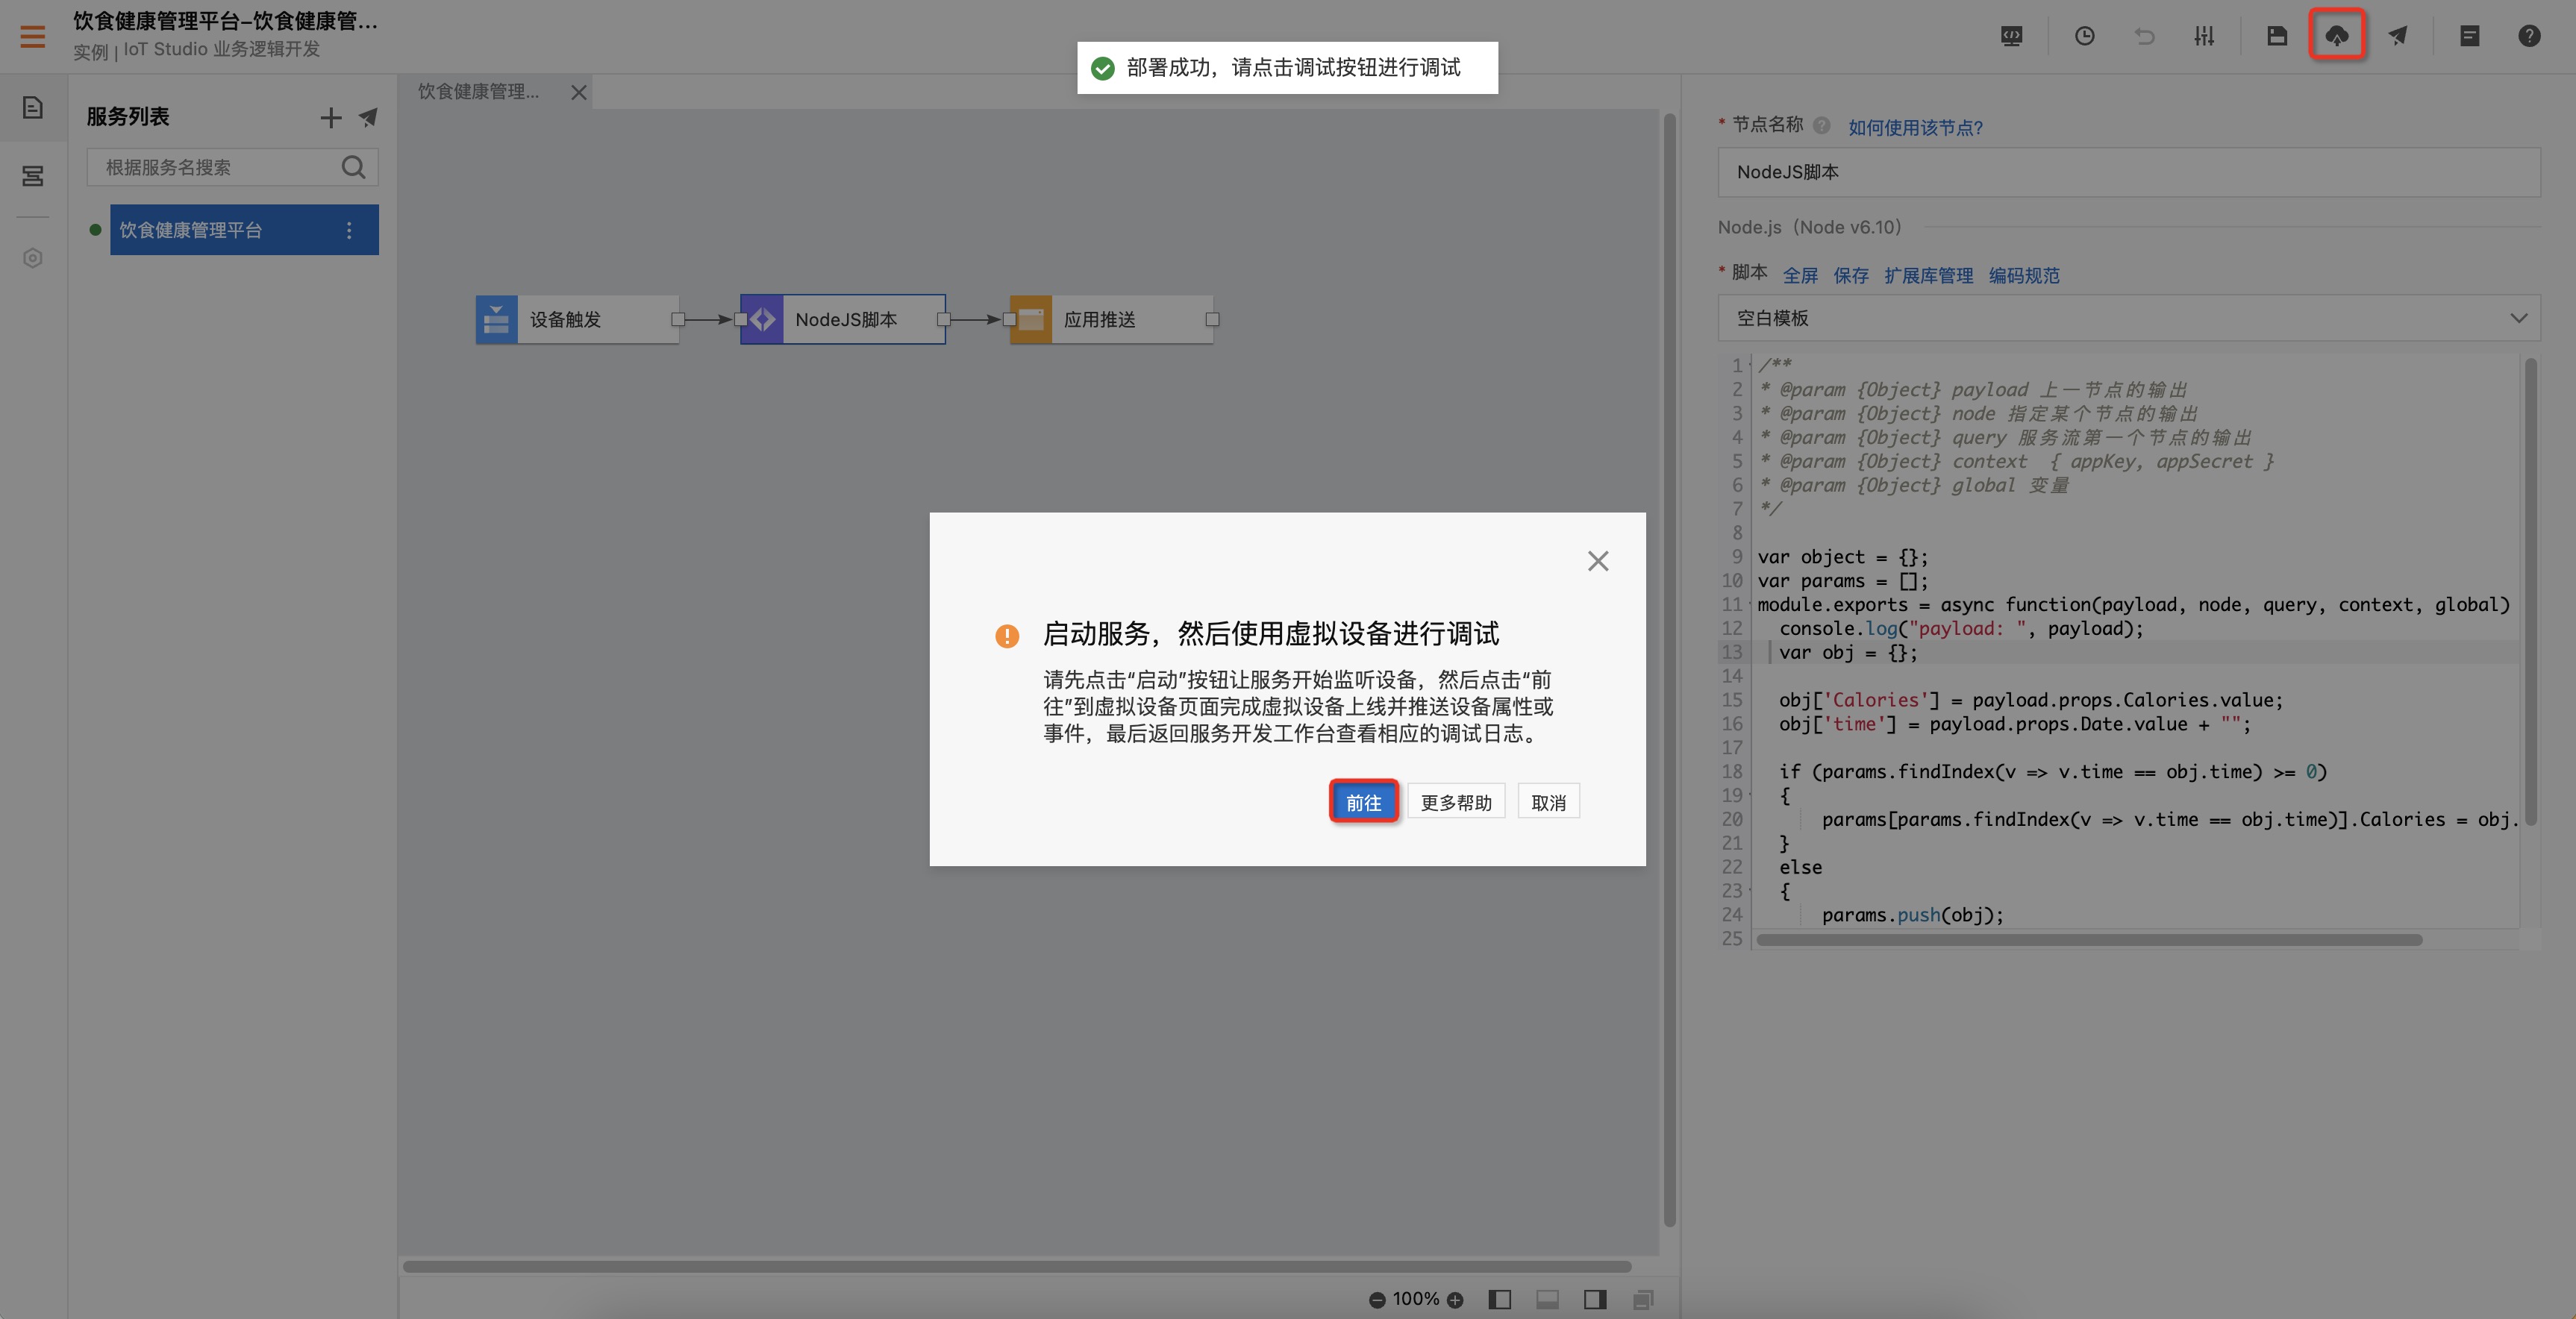 饮食健康管理平台–饮食健康管...
实例 | IoT Studio 业务逻辑开发
部署成功，请点击调试按钮进行调试
服务列表
根据服务名搜索
饮食健康管理平台
饮食健康管理...
设备触发
NodeJS脚本
应用推送
启动服务，然后使用虚拟设备进行调试
请先点击“启动”按钮让服务开始监听设备，然后点击“前
往”到虚拟设备页面完成虚拟设备上线并推送设备属性或
事件，最后返回服务开发工作台查看相应的调试日志。
前往 更多帮助 取消
100%
* 节点名称 ? 如何使用该节点?
NodeJS脚本
Node.js（Node v6.10）
* 脚本 全屏 保存 扩展库管理 编码规范
空白模板
1 /**
2 * @param {Object} payload 上一节点的输出
3 * @param {Object} node 指定某个节点的输出
4 * @param {Object} query 服务流第一个节点的输出
5 * @param {Object} context  { appKey, appSecret }
6 * @param {Object} global 变量
7 */
8
9 var object = {};
10 var params = [];
11 module.exports = async function(payload, node, query, context, global)
12   console.log("payload: ", payload);
13   var obj = {};
14
15   obj['Calories'] = payload.props.Calories.value;
16   obj['time'] = payload.props.Date.value + "";
17
18   if (params.findIndex(v => v.time == obj.time) >= 0)
19   {
20       params[params.findIndex(v => v.time == obj.time)].Calories = obj.
21   }
22   else
23   {
24       params.push(obj);
25